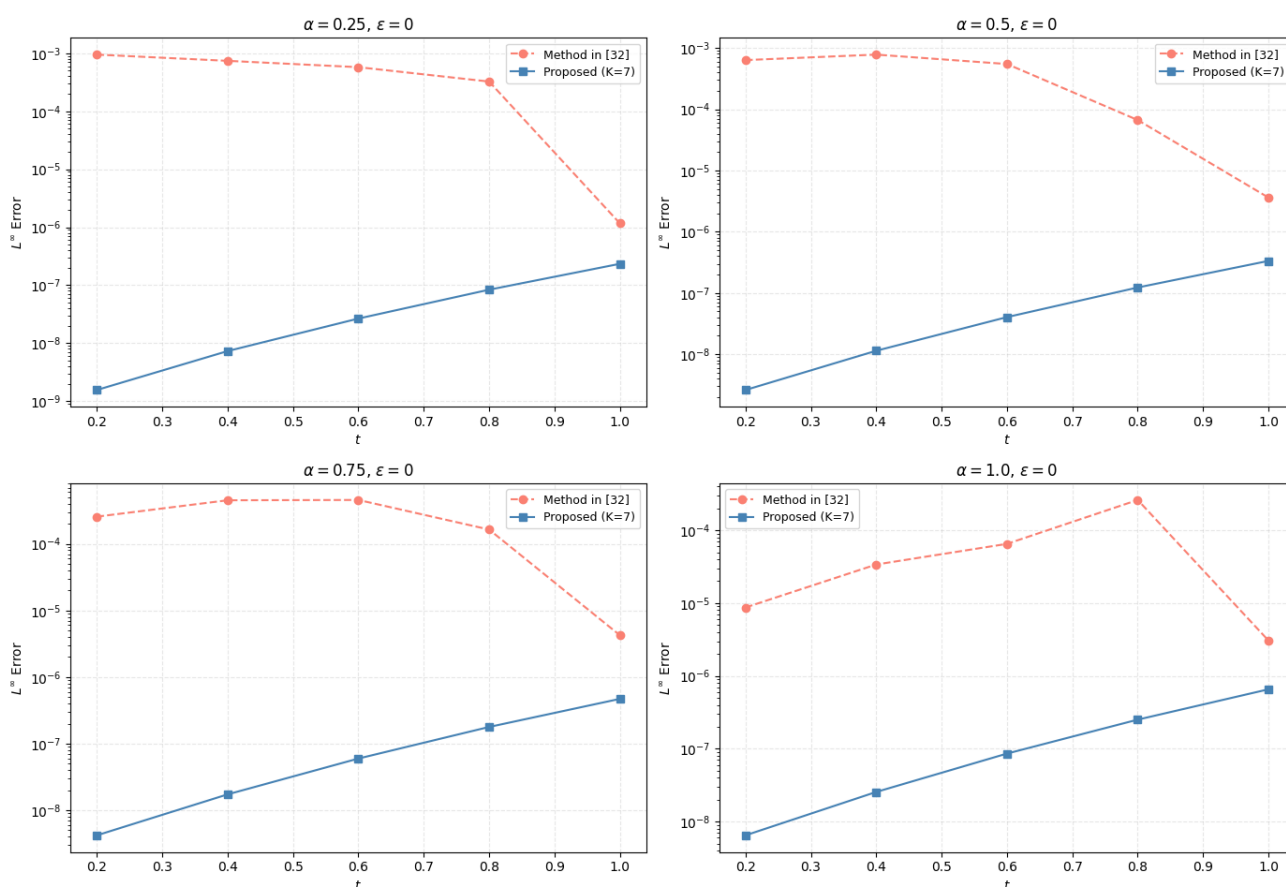 α = 0.25, ε = 0
10⁻³
10⁻⁴
10⁻⁵
10⁻⁶
10⁻⁷
10⁻⁸
10⁻⁹
L^∞ Error
Method in [32]
Proposed (K=7)
0.2 0.3 0.4 0.5 0.6 0.7 0.8 0.9 1.0
t
α = 0.5, ε = 0
10⁻³
10⁻⁴
10⁻⁵
10⁻⁶
10⁻⁷
10⁻⁸
L^∞ Error
Method in [32]
Proposed (K=7)
0.2 0.3 0.4 0.5 0.6 0.7 0.8 0.9 1.0
t
α = 0.75, ε = 0
10⁻⁴
10⁻⁵
10⁻⁶
10⁻⁷
10⁻⁸
L^∞ Error
Method in [32]
Proposed (K=7)
0.2 0.3 0.4 0.5 0.6 0.7 0.8 0.9 1.0
t
α = 1.0, ε = 0
10⁻⁴
10⁻⁵
10⁻⁶
10⁻⁷
10⁻⁸
L^∞ Error
Method in [32]
Proposed (K=7)
0.2 0.3 0.4 0.5 0.6 0.7 0.8 0.9 1.0
t